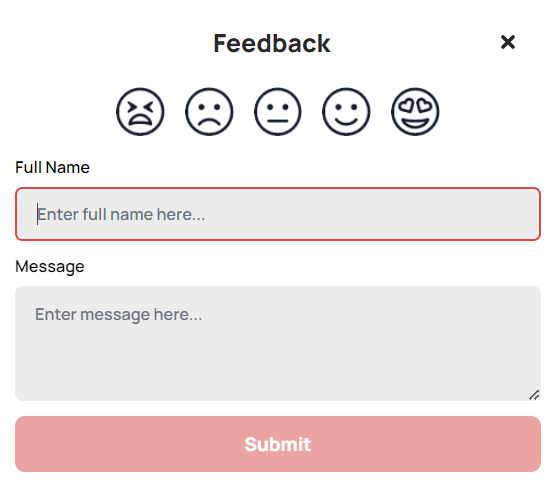 Feedback
Full Name
Enter full name here...
Message
Enter message here...
Submit